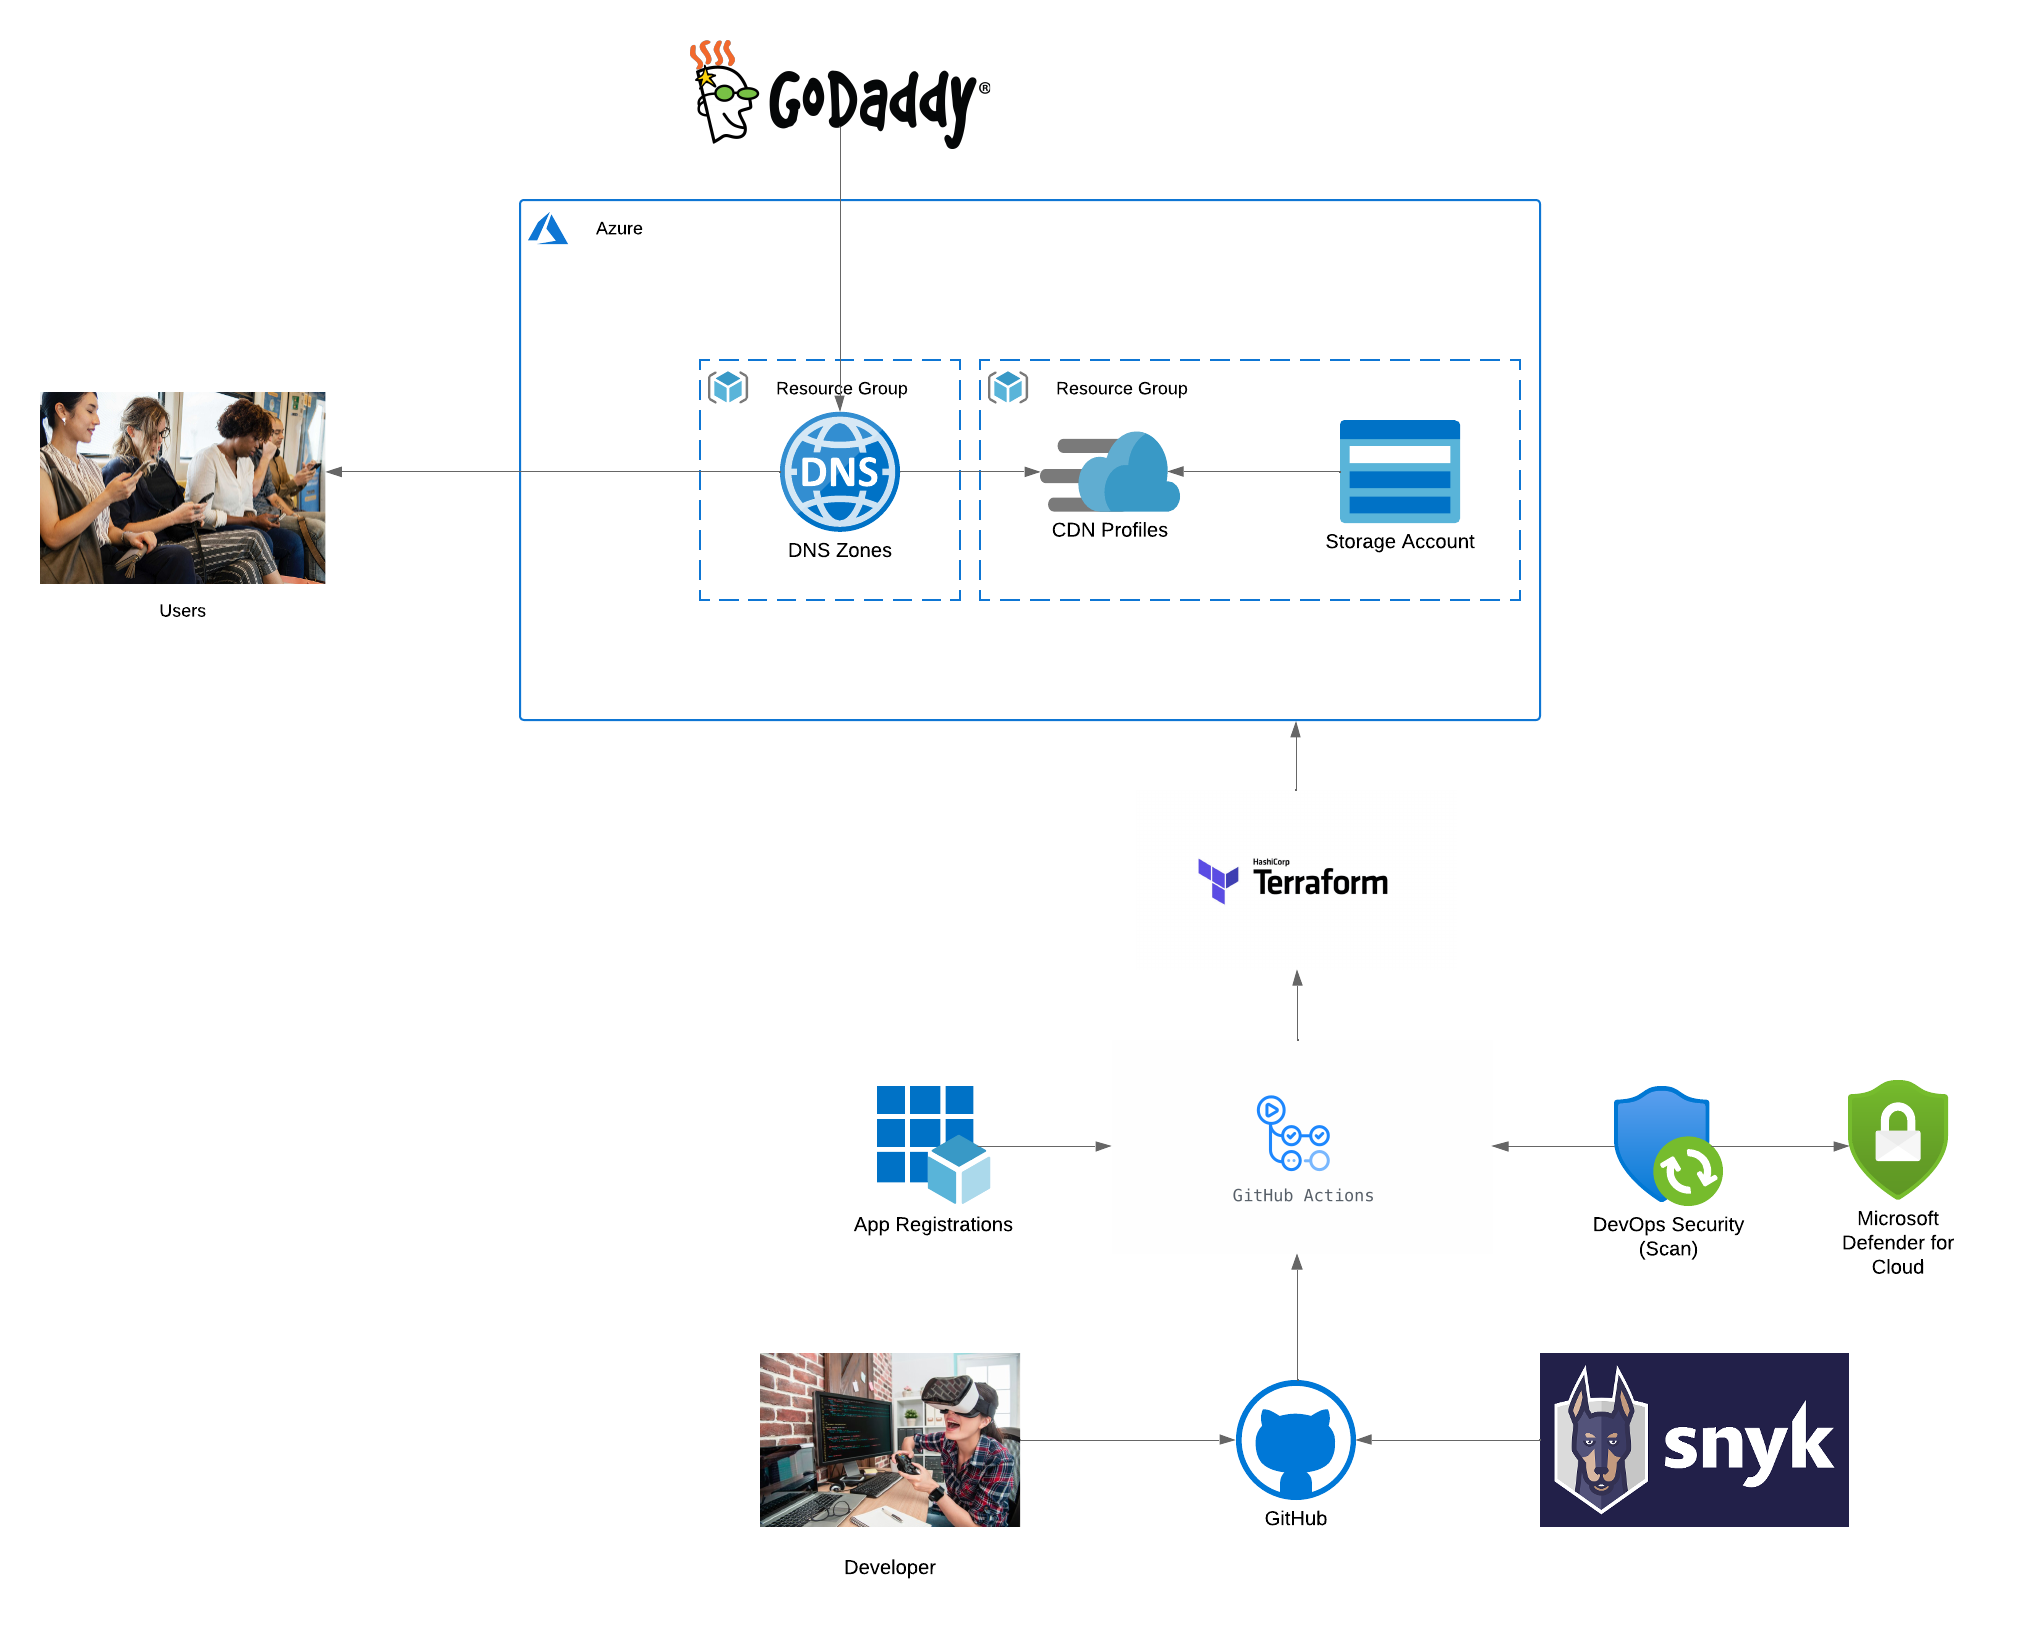 GoDaddy®
Azure
Resource Group
Resource Group
DNS
DNS Zones
CDN Profiles
Storage Account
Users
HashiCorp
Terraform
GitHub Actions
App Registrations
DevOps Security
(Scan)
Microsoft
Defender for
Cloud
snyk
GitHub
Developer